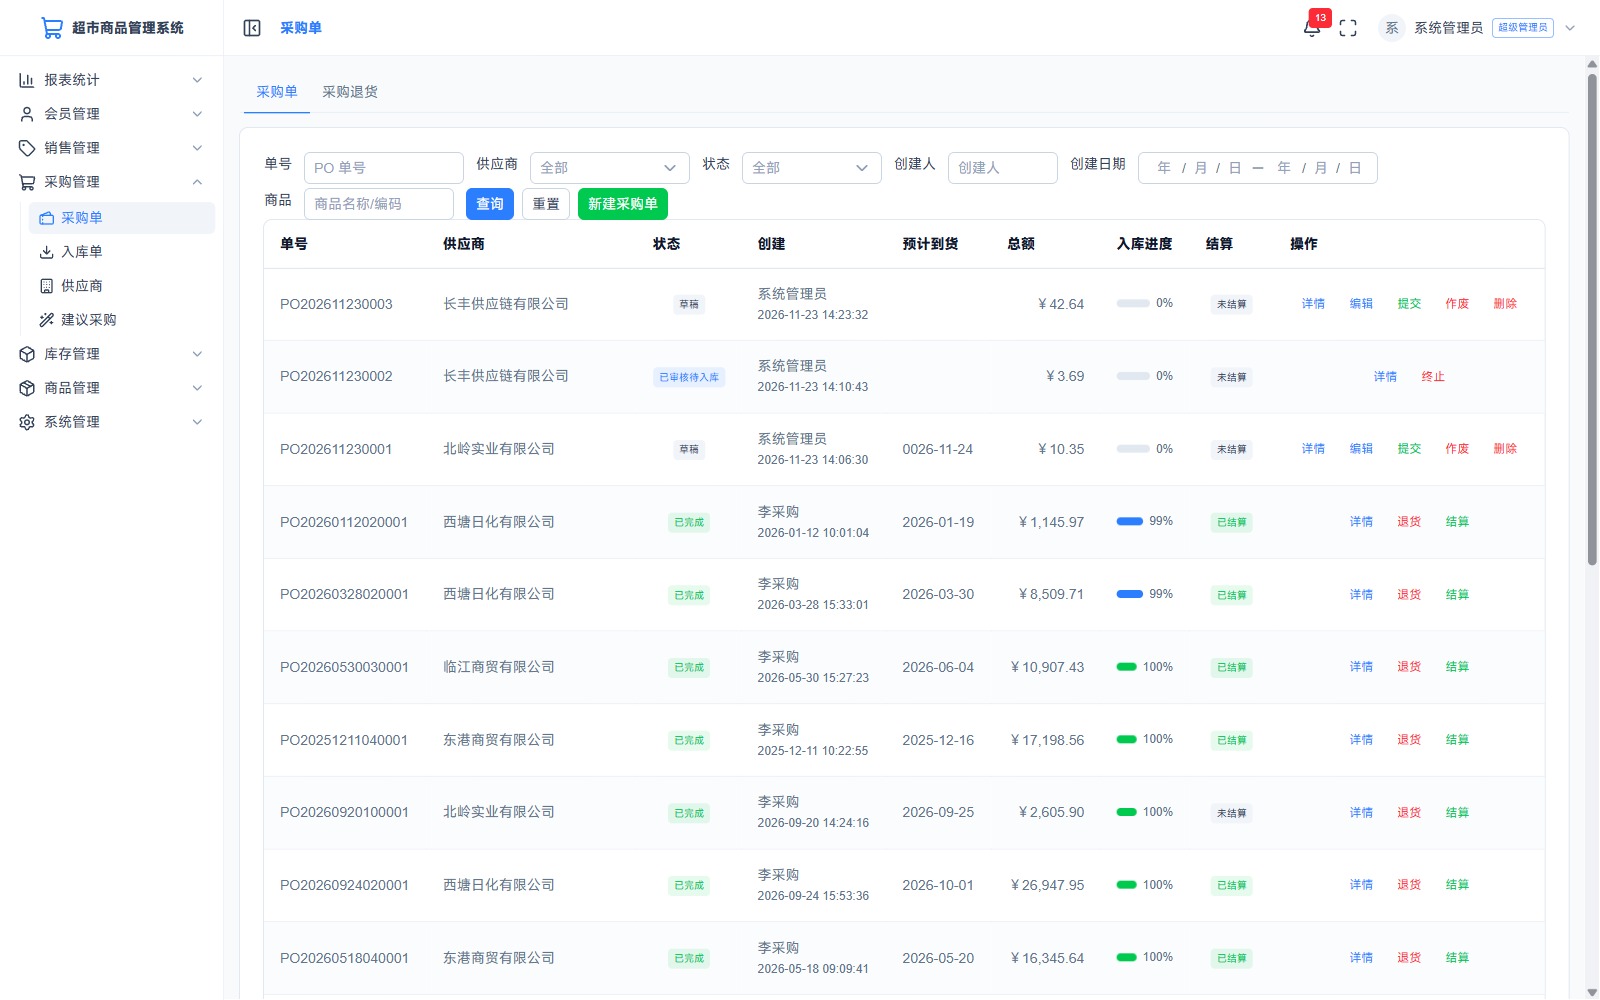 超市商品管理系统
采购单
13
系
系统管理员
超级管理员
报表统计
会员管理
销售管理
采购管理
采购单
入库单
供应商
建议采购
库存管理
商品管理
系统管理
采购单 采购退货
单号 PO 单号 供应商 全部 状态 全部 创建人 创建人 创建日期 年 / 月 / 日 — 年 / 月 / 日
商品 商品名称/编码 查询 重置 新建采购单
单号 供应商 状态 创建 预计到货 总额 入库进度 结算 操作
PO202611230003 长丰供应链有限公司 草稿 系统管理员 2026-11-23 14:23:32 ¥ 42.64 0% 未结算 详情 编辑 提交 作废 删除
PO202611230002 长丰供应链有限公司 已审核待入库 系统管理员 2026-11-23 14:10:43 ¥ 3.69 0% 未结算 详情 终止
PO202611230001 北岭实业有限公司 草稿 系统管理员 2026-11-23 14:06:30 0026-11-24 ¥ 10.35 0% 未结算 详情 编辑 提交 作废 删除
PO20260112020001 西塘日化有限公司 已完成 李采购 2026-01-12 10:01:04 2026-01-19 ¥ 1,145.97 99% 已结算 详情 退货 结算
PO20260328020001 西塘日化有限公司 已完成 李采购 2026-03-28 15:33:01 2026-03-30 ¥ 8,509.71 99% 已结算 详情 退货 结算
PO20260530030001 临江商贸有限公司 已完成 李采购 2026-05-30 15:27:23 2026-06-04 ¥ 10,907.43 100% 已结算 详情 退货 结算
PO20251211040001 东港商贸有限公司 已完成 李采购 2025-12-11 10:22:55 2025-12-16 ¥ 17,198.56 100% 已结算 详情 退货 结算
PO20260920100001 北岭实业有限公司 已完成 李采购 2026-09-20 14:24:16 2026-09-25 ¥ 2,605.90 100% 未结算 详情 退货 结算
PO20260924020001 西塘日化有限公司 已完成 李采购 2026-09-24 15:53:36 2026-10-01 ¥ 26,947.95 100% 已结算 详情 退货 结算
PO20260518040001 东港商贸有限公司 已完成 李采购 2026-05-18 09:09:41 2026-05-20 ¥ 16,345.64 100% 已结算 详情 退货 结算